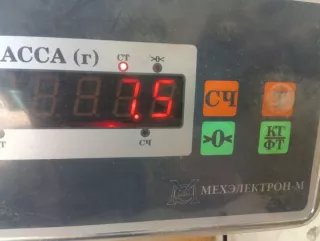 АССА (г) СТ >0<
7.5 СЧ Т
Т СЧ >0< КТ
ФТ
МЕХЭЛЕКТРОН-М